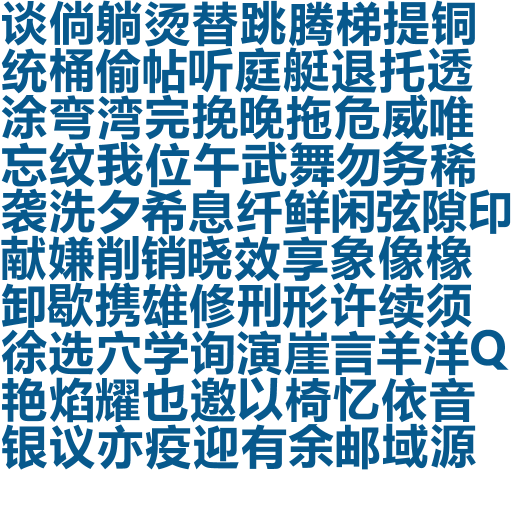 谈倘躺烫替跳腾梯提铜
统桶偷帖听庭艇退托透
涂弯湾完挽晚拖危威唯
忘纹我位午武舞勿务稀
袭洗夕希息纤鲜闲弦隙印
献嫌削销晓效享象像橡
卸歇携雄修刑形许续须
徐选穴学询演崖言羊洋Q
艳焰耀也邀以椅忆依音
银议亦疫迎有余邮域源